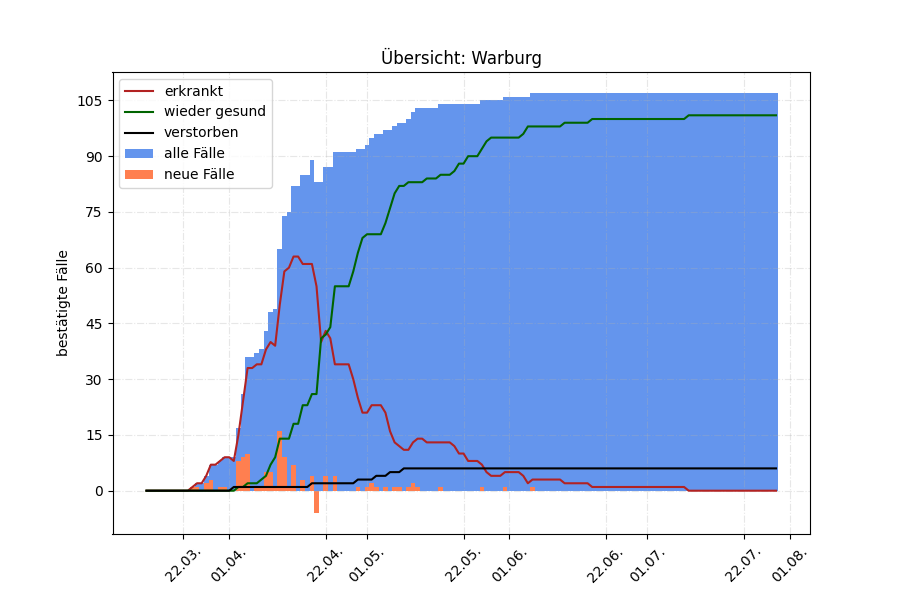 Übersicht: Warburg
erkrankt
wieder gesund
verstorben
alle Fälle
neue Fälle
bestätigte Fälle
105
90
75
60
45
30
15
0
22.03.
01.04.
22.04.
01.05.
22.05.
01.06.
22.06.
01.07.
22.07.
01.08.